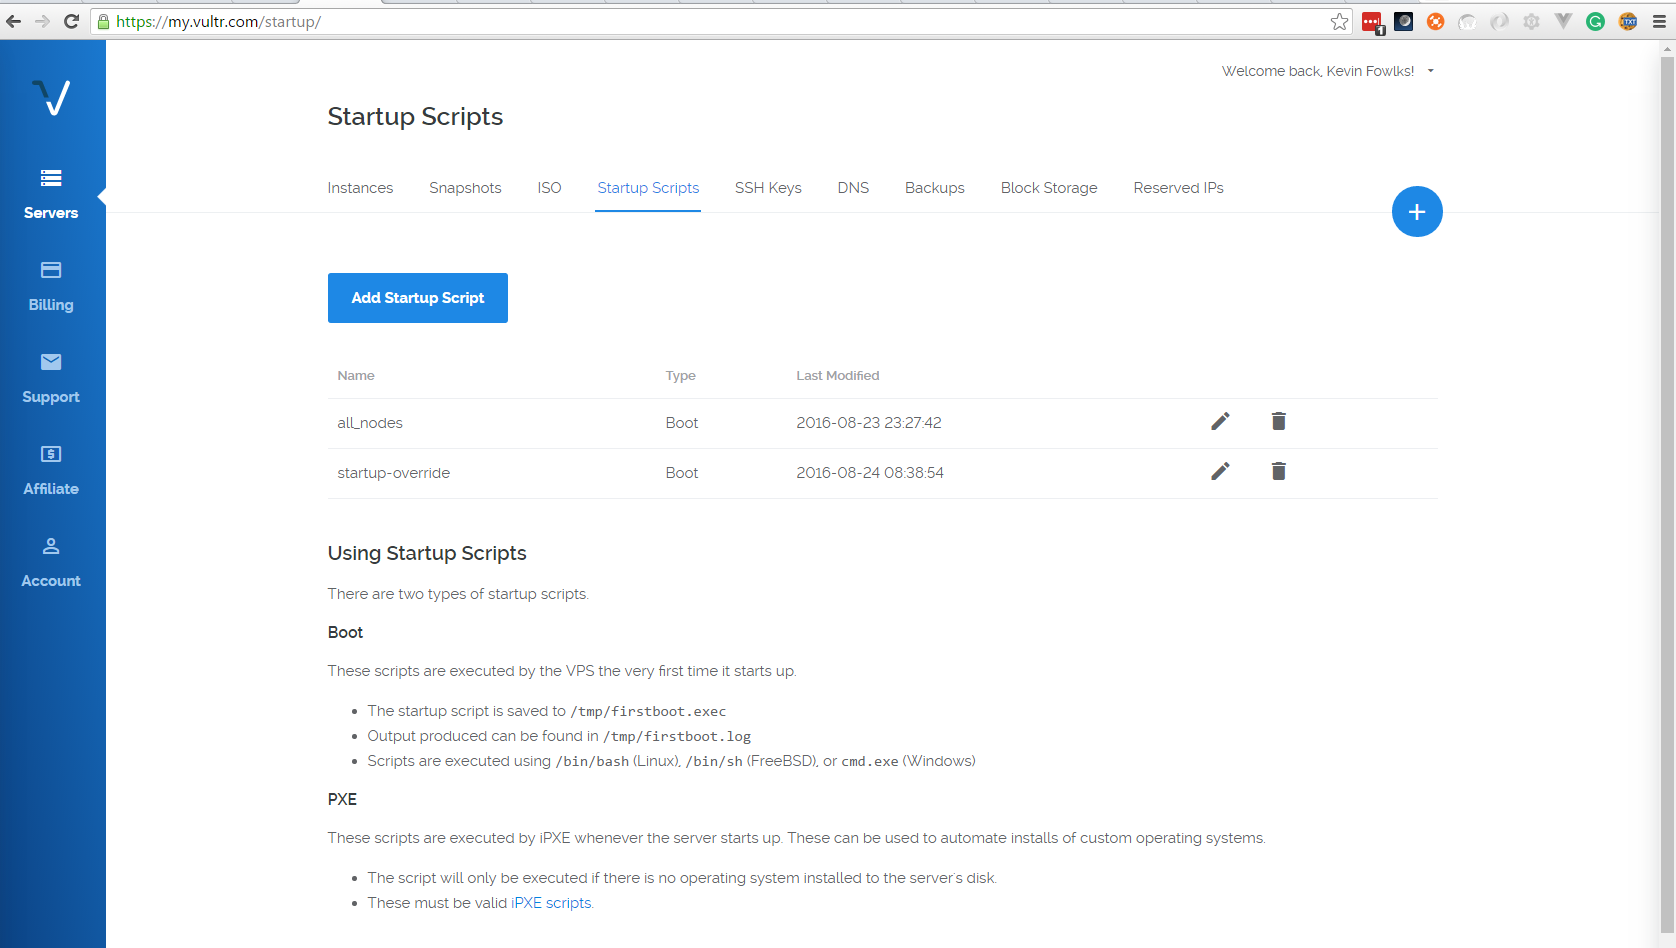 https://my.vultr.com/startup/
1
TXT
Welcome back, Kevin Fowlks!
Startup Scripts
Instances Snapshots ISO Startup Scripts SSH Keys DNS Backups Block Storage Reserved IPs
+
Servers
Billing
Support
Affiliate
Account
Add Startup Script
Name Type Last Modified
all_nodes Boot 2016-08-23 23:27:42
startup-override Boot 2016-08-24 08:38:54
Using Startup Scripts
There are two types of startup scripts.
Boot
These scripts are executed by the VPS the very first time it starts up.
• The startup script is saved to /tmp/firstboot.exec
• Output produced can be found in /tmp/firstboot.log
• Scripts are executed using /bin/bash (Linux), /bin/sh (FreeBSD), or cmd.exe (Windows)
PXE
These scripts are executed by iPXE whenever the server starts up. These can be used to automate installs of custom operating systems.
• The script will only be executed if there is no operating system installed to the server's disk.
• These must be valid iPXE scripts.